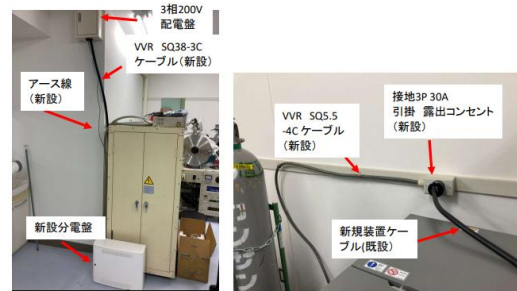 3相200V
配電盤
VVR SQ38-3C
ケーブル(新設)
アース線
(新設)
新設分電盤
接地3P 30A
引掛 露出コンセント
(新設)
VVR SQ5.5
-4C ケーブル
(新設)
新規装置ケー
ブル(既設)